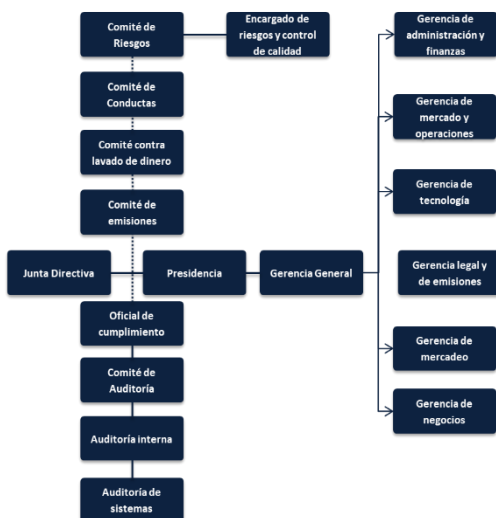 Comité de
Riesgos
Encargado de
riesgos y control
de calidad
Gerencia de
administración y
finanzas
Comité de
Conductas
Gerencia de
mercado y
operaciones
Comité contra
lavado de dinero
Gerencia de
tecnología
Comité de
emisiones
Junta Directiva
Presidencia
Gerencia General
Gerencia legal y
de emisiones
Oficial de
cumplimiento
Gerencia de
mercadeo
Comité de
Auditoría
Gerencia de
negocios
Auditoría interna
Auditoría de
sistemas